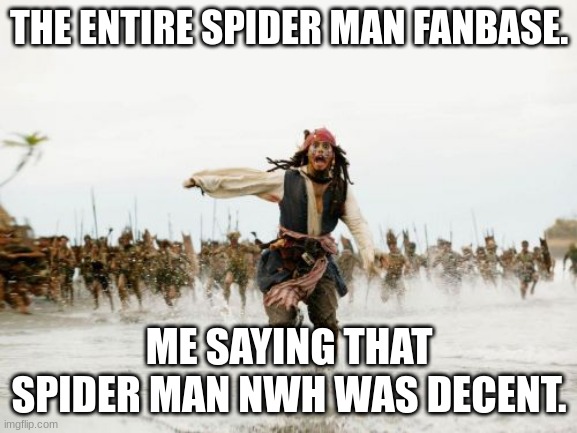 THE ENTIRE SPIDER MAN FANBASE.
ME SAYING THAT
SPIDER MAN NWH WAS DECENT.
imgflip.com